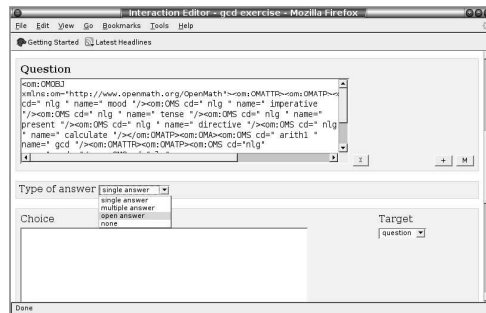 Interaction Editor - gcd exercise - Mozilla Firefox
File Edit View Go Bookmarks Tools Help
Getting Started Latest Headlines
Question
<om:OMOBJ
xmlns:om="http://www.openmath.org/OpenMath"><om:OMATTR><om:OMATP><
cd=" nlg " name=" mood "/><om:OMS cd=" nlg " name=" imperative
"/><om:OMS cd=" nlg " name=" tense "/><om:OMS cd=" nlg " name="
present "/><om:OMS cd=" nlg " name=" directive "/><om:OMS cd=" nlg
" name=" calculate "/></om:OMATP><om:OMA><om:OMS cd=" arith1 "
name=" gcd "/><om:OMATTR><om:OMATP><om:OMS cd="nlg"
Σ + M
Type of answer single answer
single answer
multiple answer
open answer
none
Choice Target
question
Done